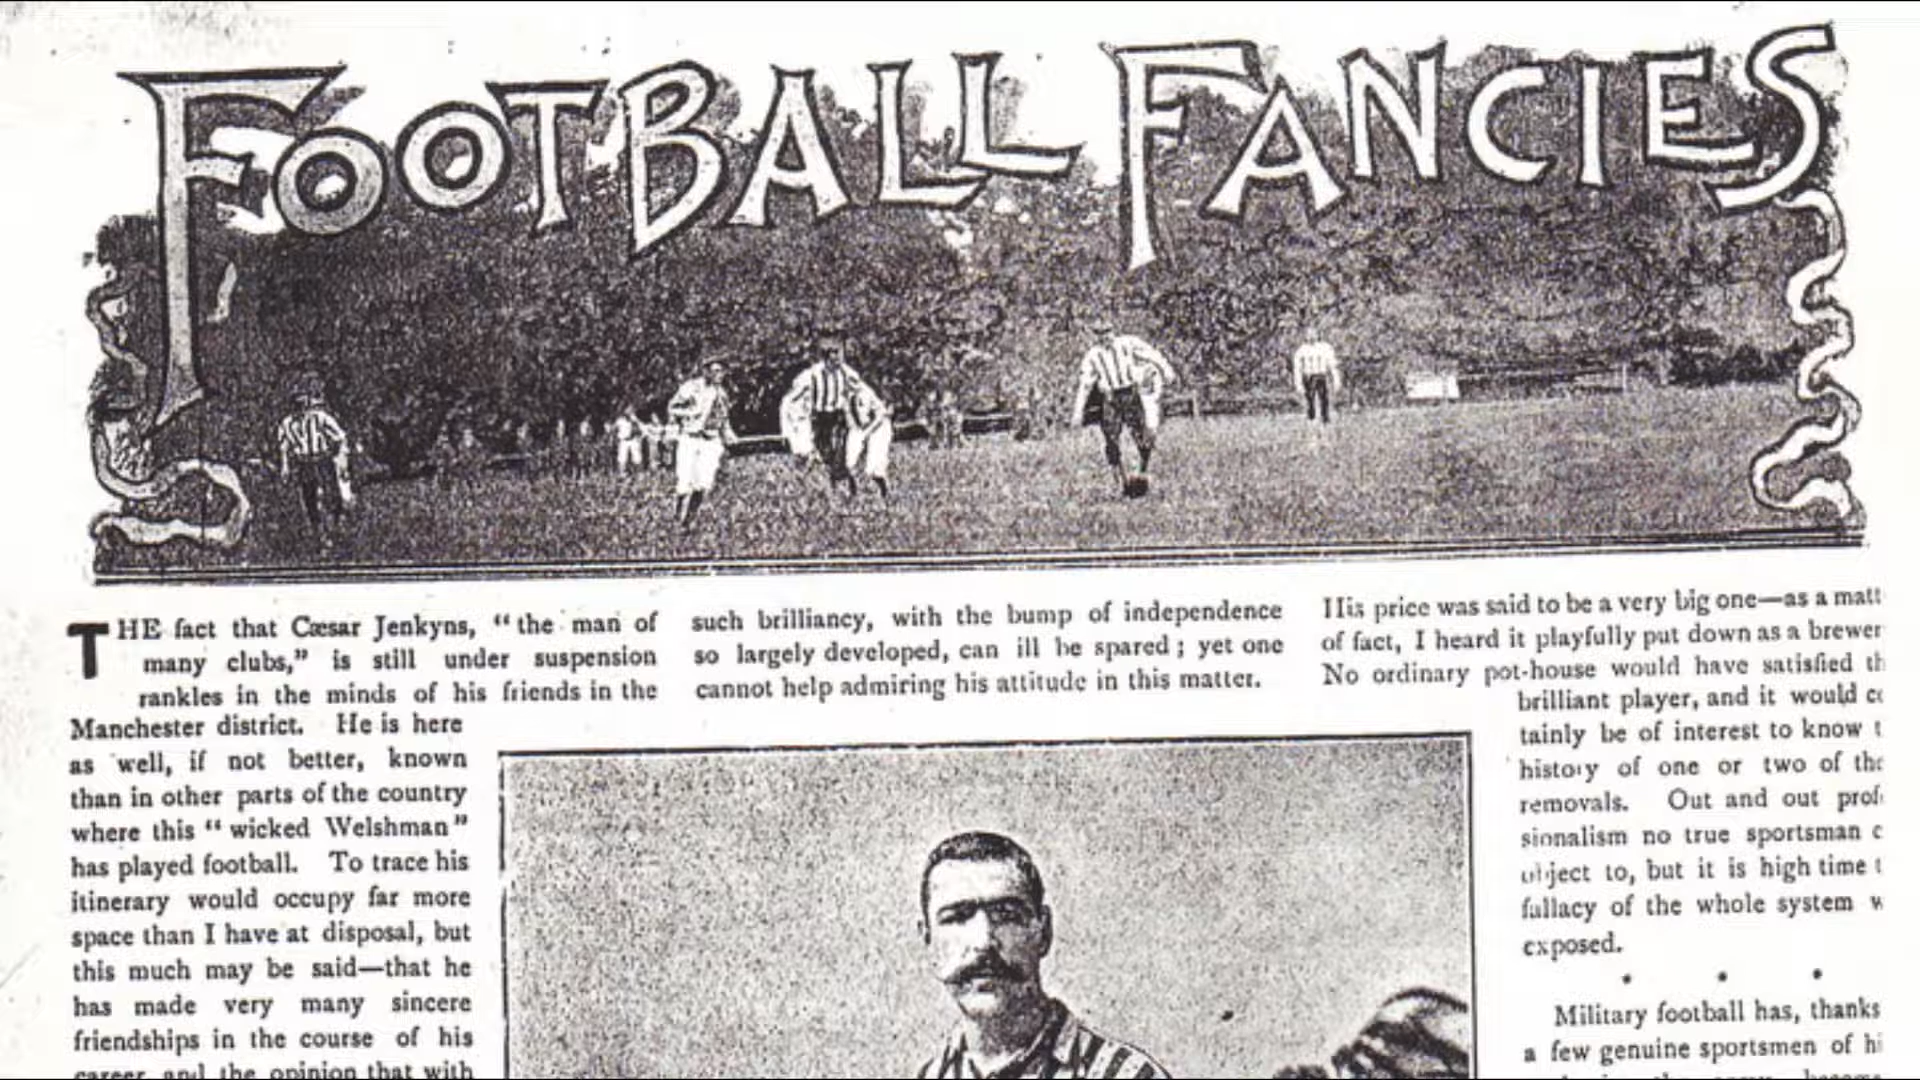 FOOTBALL FANCIES
THE fact that Cæsar Jenkyns, "the man of
many clubs," is still under suspension
rankles in the minds of his friends in the
Manchester district. He is here
as well, if not better, known
than in other parts of the country
where this "wicked Welshman"
has played football. To trace his
itinerary would occupy far more
space than I have at disposal, but
this much may be said—that he
has made very many sincere
friendships in the course of his
career, and the opinion that with
such brilliancy, with the bump of independence
so largely developed, can ill be spared; yet one
cannot help admiring his attitude in this matter.
His price was said to be a very big one—as a matt
of fact, I heard it playfully put down as a brewer
No ordinary pot-house would have satisfied th
brilliant player, and it would c
tainly be of interest to know t
history of one or two of the
removals. Out and out prof
sionalism no true sportsman c
object to, but it is high time t
fallacy of the whole system w
exposed.
Military football has, thanks
a few genuine sportsmen of hi